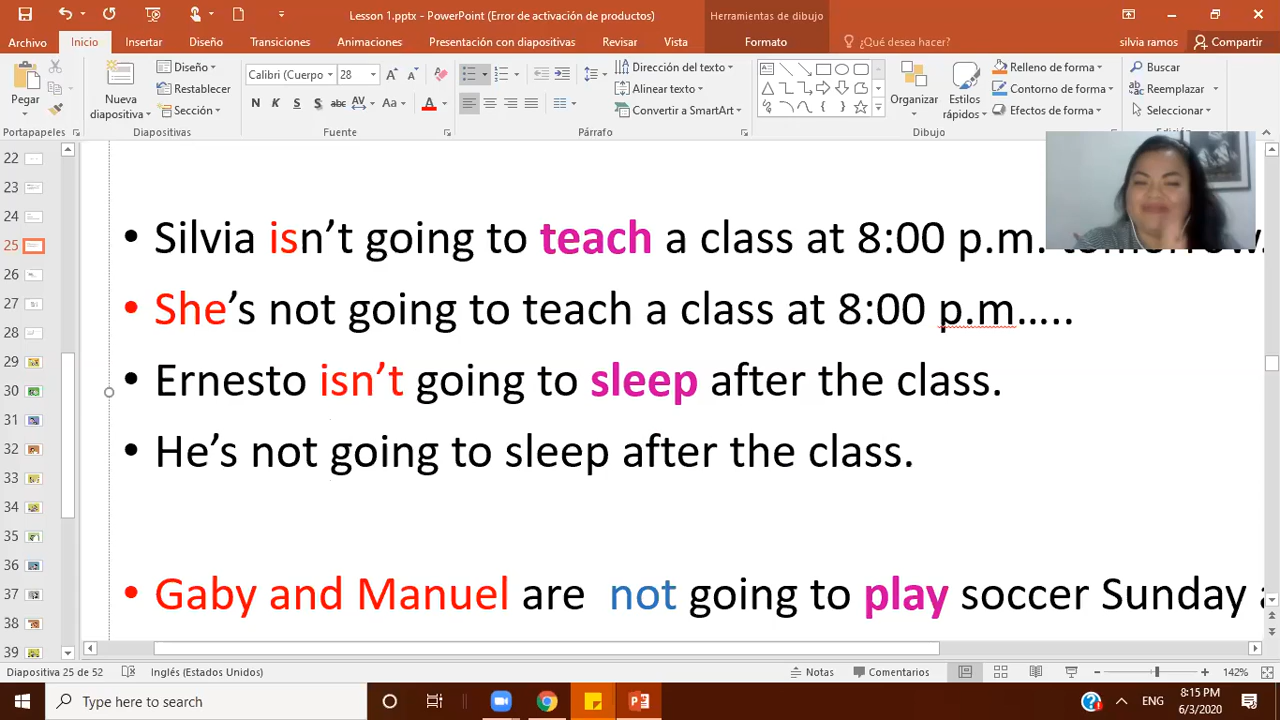 Lesson 1.pptx - PowerPoint (Error de activación de productos)
Herramientas de dibujo
Archivo Inicio Insertar Diseño Transiciones Animaciones Presentación con diapositivas Revisar Vista Formato ¿Qué desea hacer? silvia ramos Compartir
Pegar
Portapapeles
Nueva diapositiva
Diseño
Restablecer
Sección
Diapositivas
Calibri (Cuerpo 28
N K S S abc AV Aa A
Fuente
Dirección del texto
Alinear texto
Convertir a SmartArt
Párrafo
Organizar
Estilos rápidos
Relleno de forma
Contorno de forma
Efectos de forma
Dibujo
Buscar
Reemplazar
Seleccionar
22
23
24
25
26
27
28
29
30
31
32
33
34
35
36
37
38
39
• Silvia isn’t going to teach a class at 8:00 p.m. tomorrow.
• She’s not going to teach a class at 8:00 p.m…..
• Ernesto isn’t going to sleep after the class.
• He’s not going to sleep after the class.
• Gaby and Manuel are not going to play soccer Sunday
Diapositiva 25 de 52 Inglés (Estados Unidos) Notas Comentarios 142%
Type here to search
ENG
8:15 PM
6/3/2020